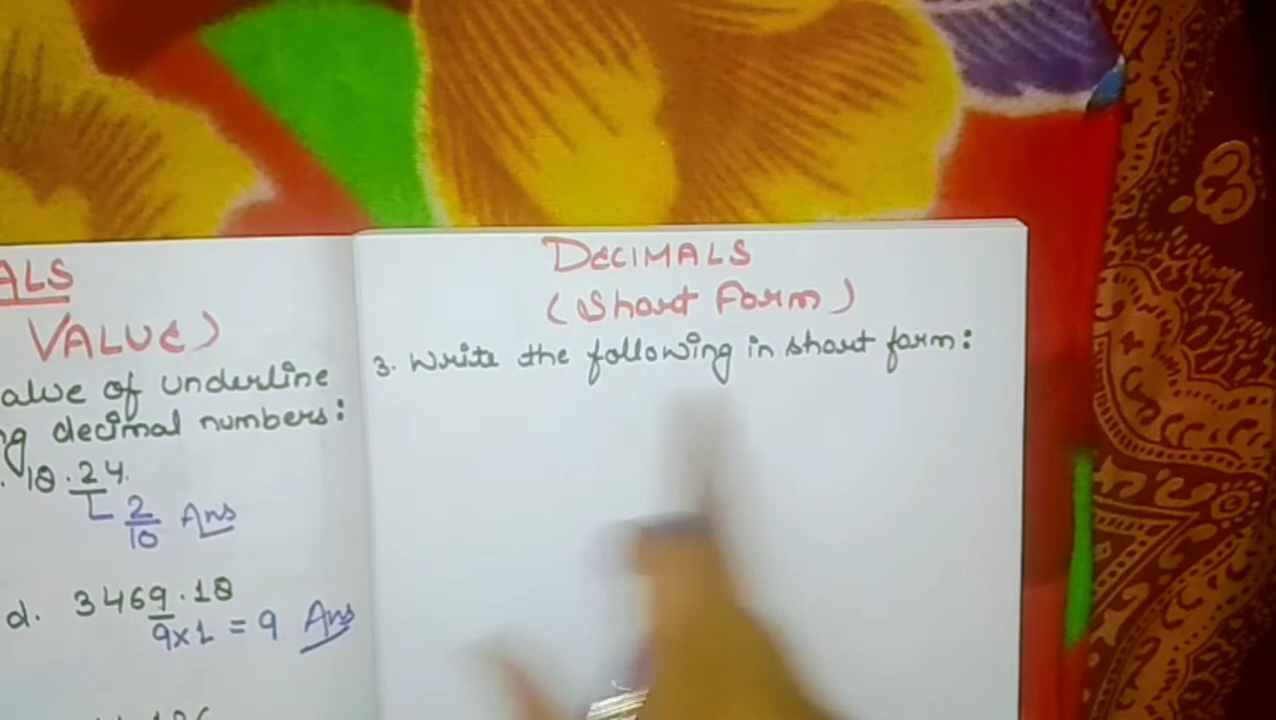 ALS
VALUE)
alue of underline
g decimal numbers:
. 18.24.
2/10 Ans
d. 3469.18
9x1 = 9 Ans
DECIMALS
(Short Form)
3. Write the following in short form: